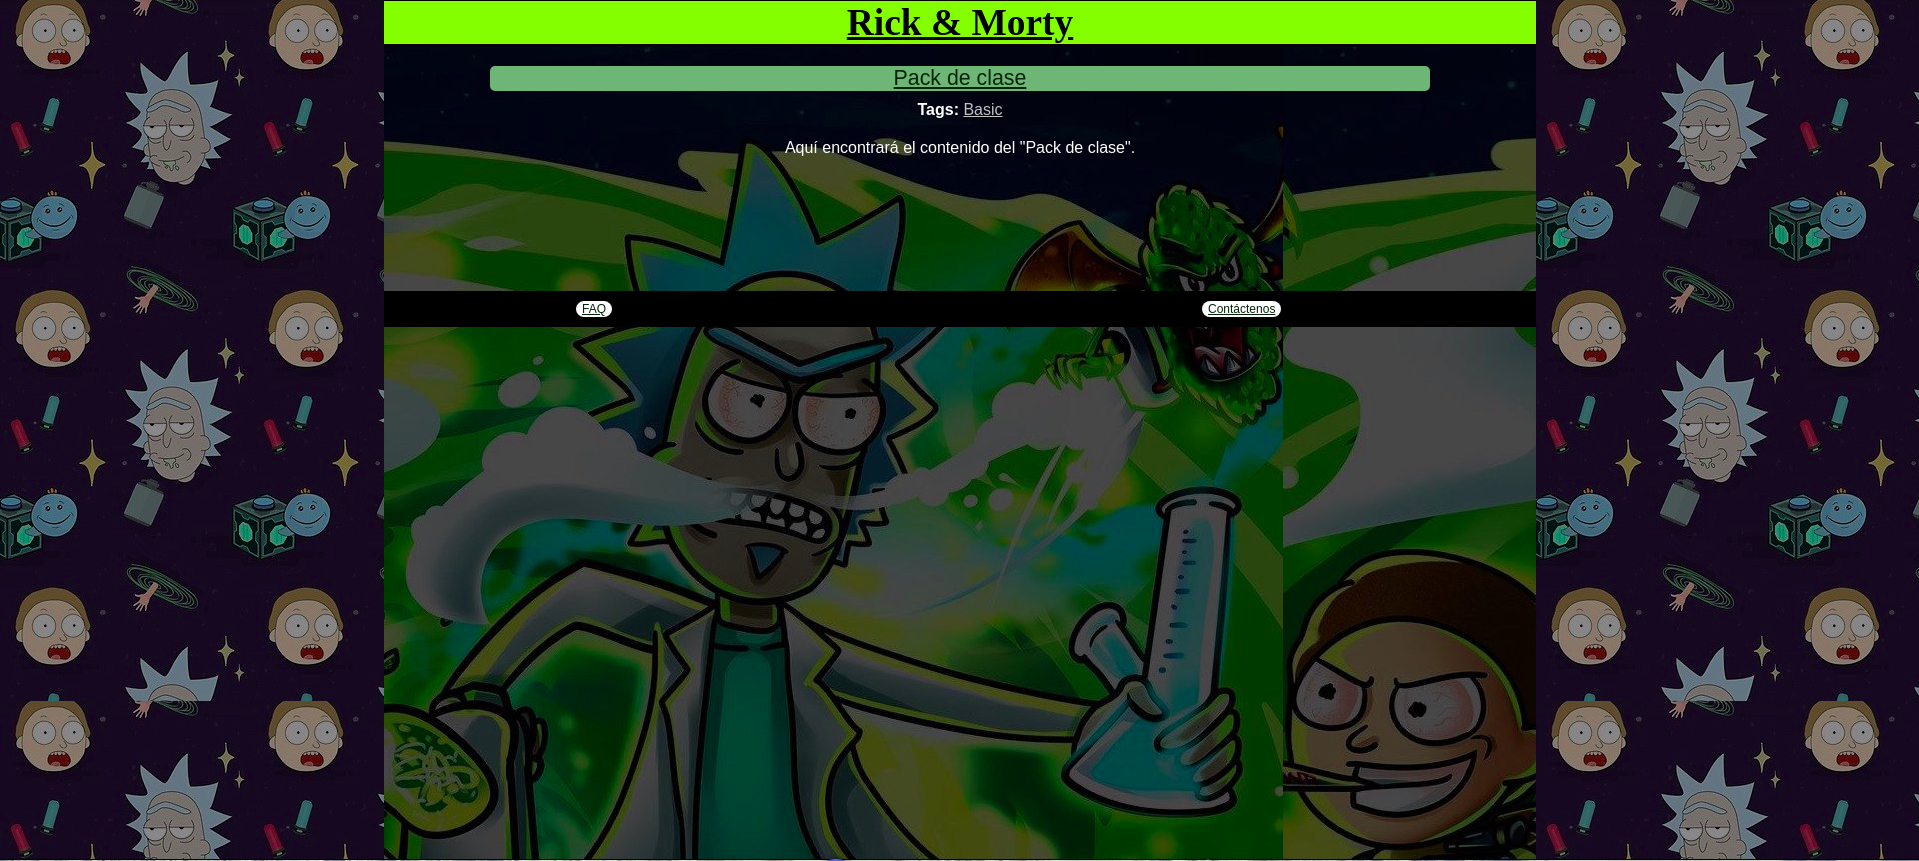 Rick & Morty
Pack de clase
Tags: Basic
Aquí encontrará el contenido del "Pack de clase".
FAQ
Contáctenos